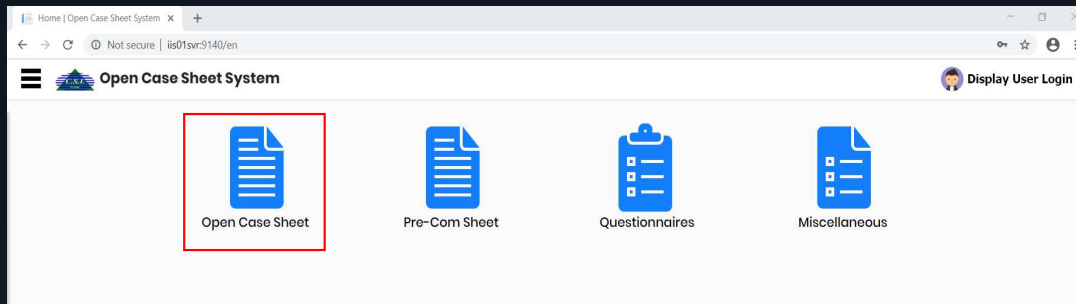 Home | Open Case Sheet System
Not secure | iis01svr:9140/en
C.S.I.
Open Case Sheet System
Display User Login
Open Case Sheet
Pre-Com Sheet
Questionnaires
Miscellaneous